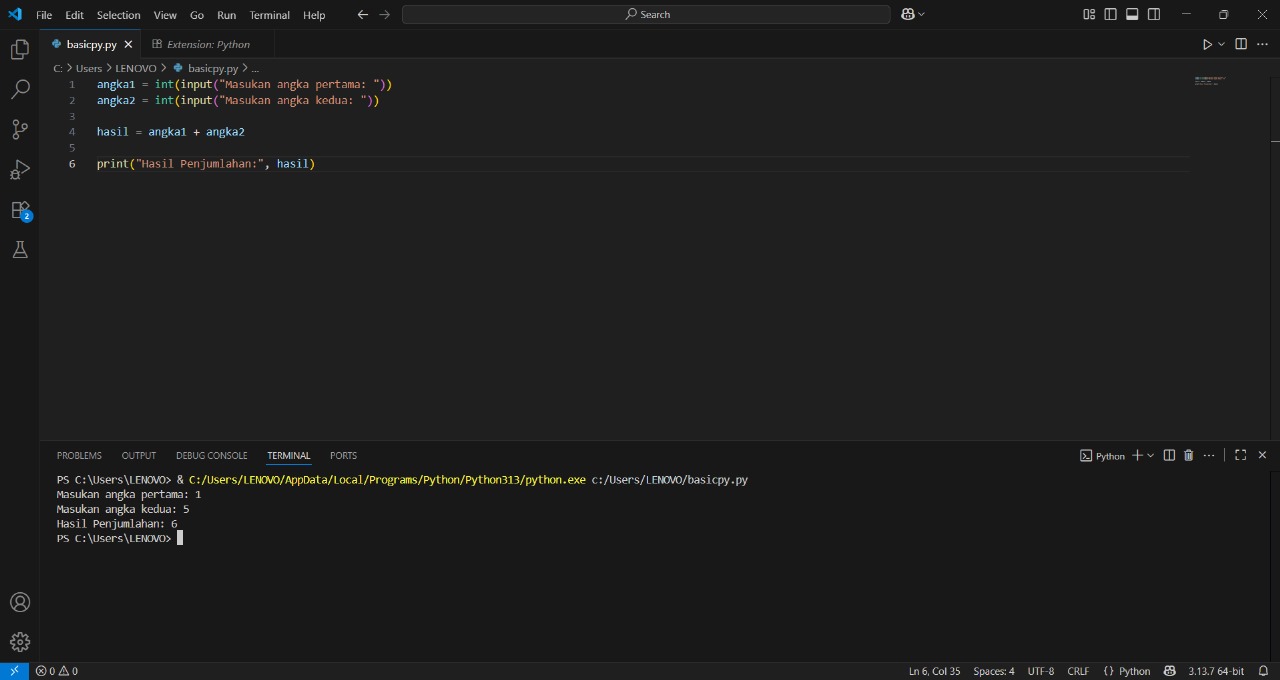 File Edit Selection View Go Run Terminal Help
Search
basicpy.py
Extension: Python
C: > Users > LENOVO > basicpy.py > ...
1 angka1 = int(input("Masukan angka pertama: "))
2 angka2 = int(input("Masukan angka kedua: "))
3
4 hasil = angka1 + angka2
5
6 print("Hasil Penjumlahan:", hasil)
2
PROBLEMS OUTPUT DEBUG CONSOLE TERMINAL PORTS
Python
PS C:\Users\LENOVO> & C:/Users/LENOVO/AppData/Local/Programs/Python/Python313/python.exe c:/Users/LENOVO/basicpy.py
Masukan angka pertama: 1
Masukan angka kedua: 5
Hasil Penjumlahan: 6
PS C:\Users\LENOVO>
0 0
Ln 6, Col 35 Spaces: 4 UTF-8 CRLF {} Python 3.13.7 64-bit